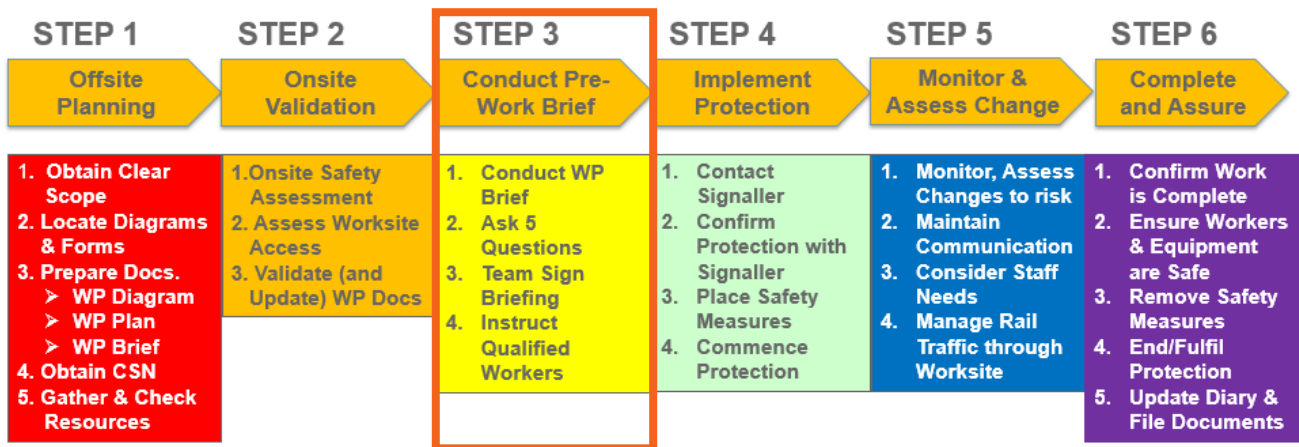 STEP 1
Offsite
Planning
1. Obtain Clear
Scope
2. Locate Diagrams
& Forms
3. Prepare Docs.
➢ WP Diagram
➢ WP Plan
➢ WP Brief
4. Obtain CSN
5. Gather & Check
Resources
STEP 2
Onsite
Validation
1.Onsite Safety
Assessment
2. Assess Worksite
Access
3. Validate (and
Update) WP Docs
STEP 3
Conduct Pre-
Work Brief
1. Conduct WP
Brief
2. Ask 5
Questions
3. Team Sign
Briefing
4. Instruct
Qualified
Workers
STEP 4
Implement
Protection
1. Contact
Signaller
2. Confirm
Protection with
Signaller
3. Place Safety
Measures
4. Commence
Protection
STEP 5
Monitor &
Assess Change
1. Monitor, Assess
Changes to risk
2. Maintain
Communication
3. Consider Staff
Needs
4. Manage Rail
Traffic through
Worksite
STEP 6
Complete
and Assure
1. Confirm Work
is Complete
2. Ensure Workers
& Equipment
are Safe
3. Remove Safety
Measures
4. End/Fulfil
Protection
5. Update Diary &
File Documents